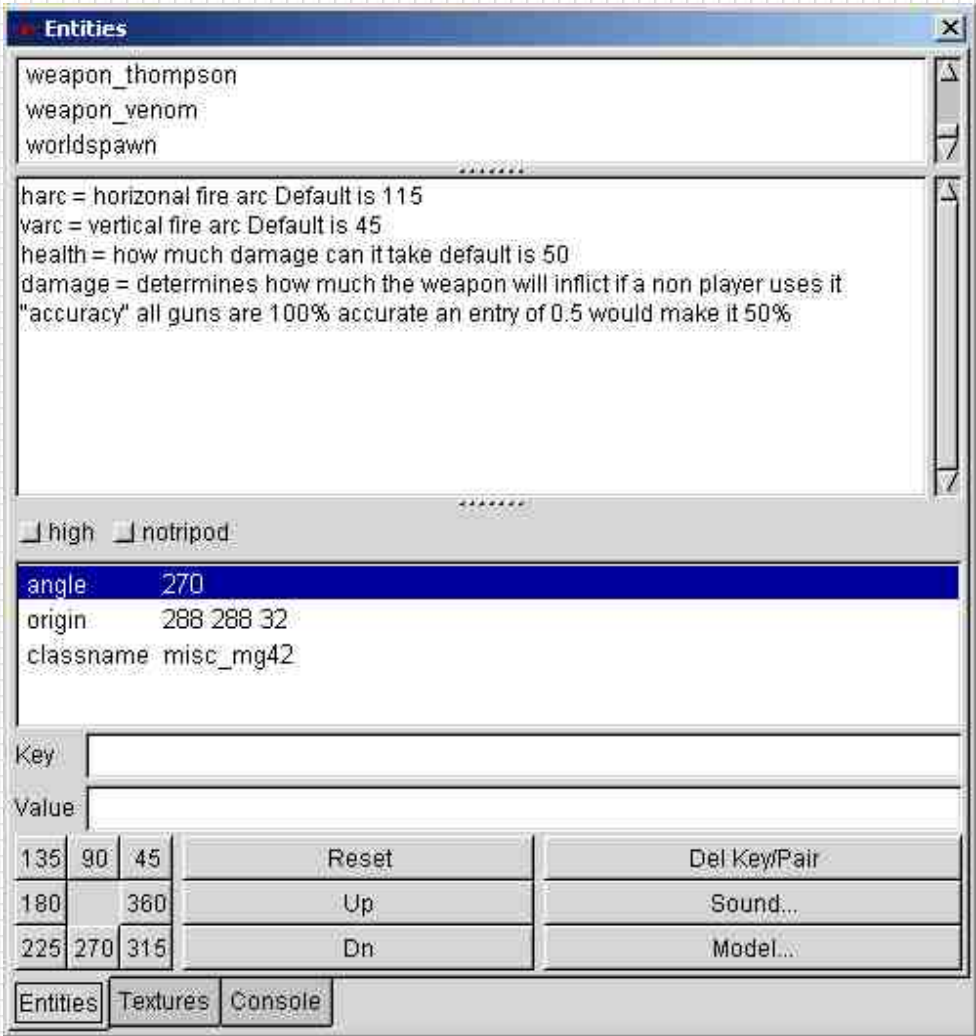 Entities
weapon_thompson
weapon_venom
worldspawn
harc = horizonal fire arc Default is 115
varc = vertical fire arc Default is 45
health = how much damage can it take default is 50
damage = determines how much the weapon will inflict if a non player uses it
"accuracy" all guns are 100% accurate an entry of 0.5 would make it 50%
high notripod
angle 270
origin 288 288 32
classname misc_mg42
Key
Value
135 90 45 Reset Del Key/Pair
180 360 Up Sound...
225 270 315 Dn Model...
Entities Textures Console